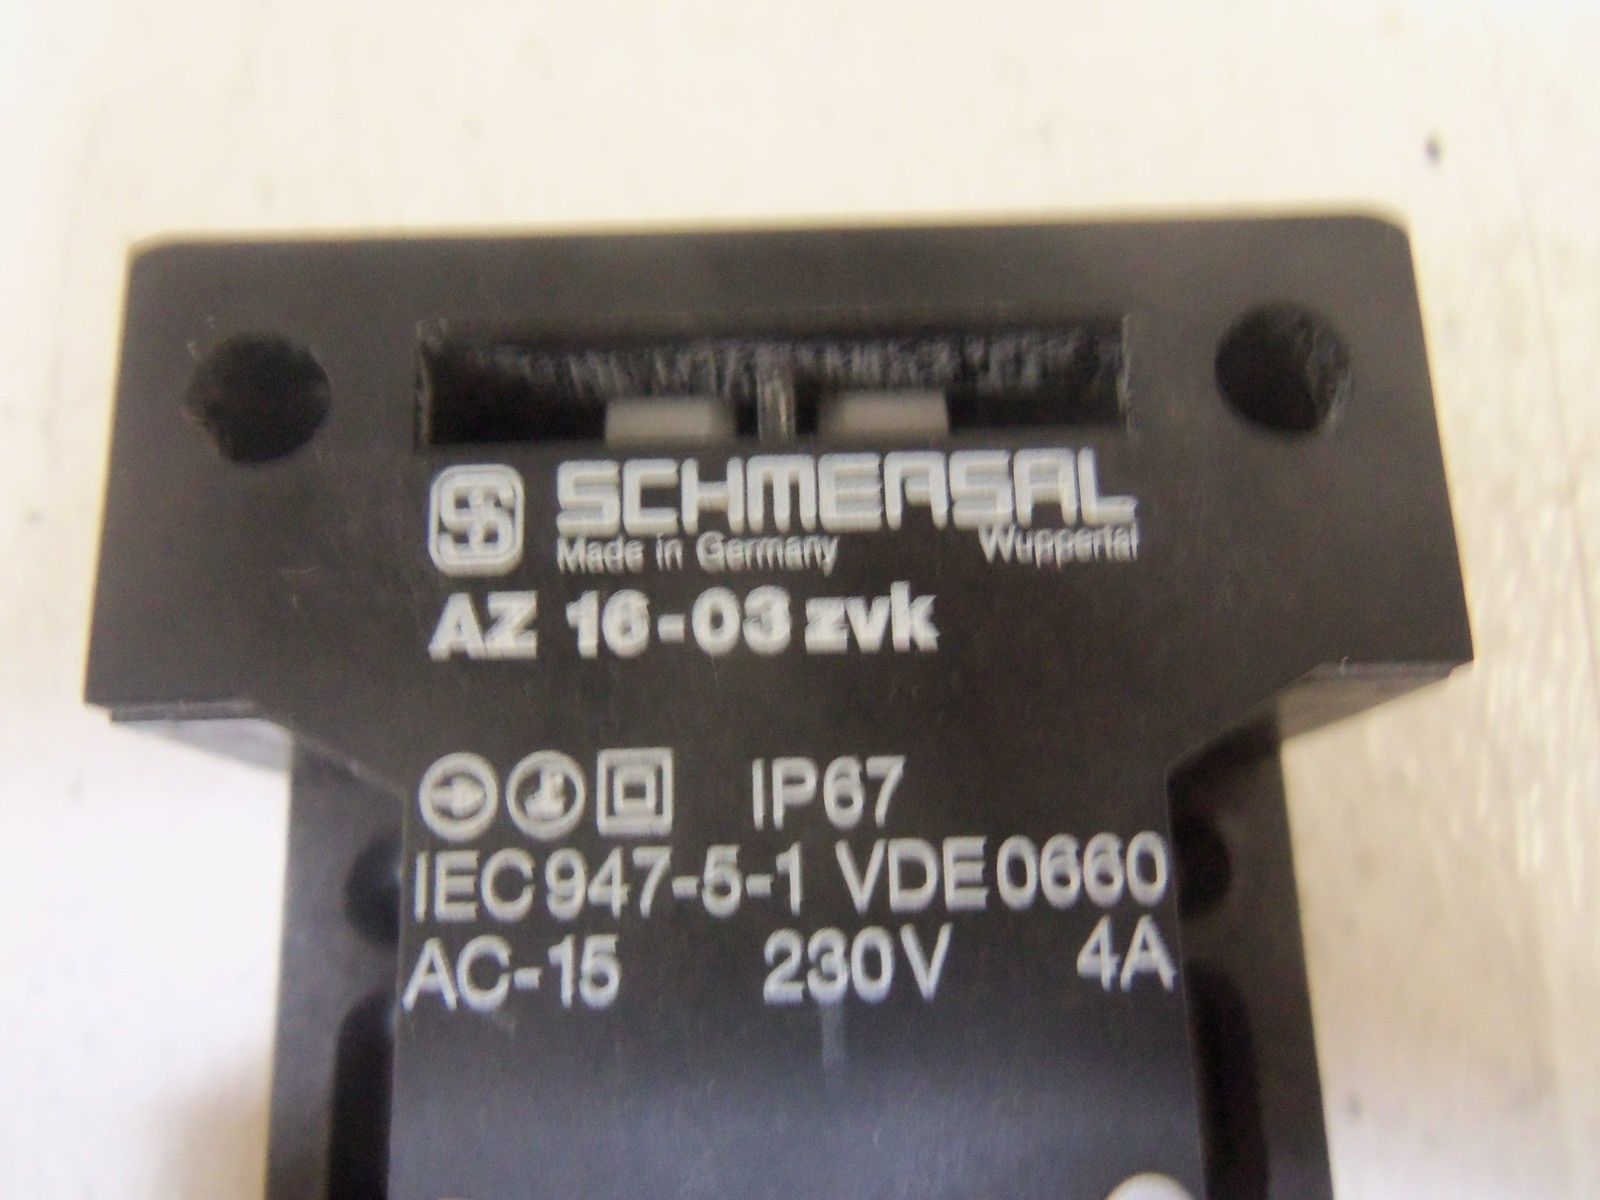 S SCHMERSAL
Made in Germany Wuppertal
AZ 16-03 zvk
IP67
IEC 947-5-1 VDE 0660
AC-15 230V 4A